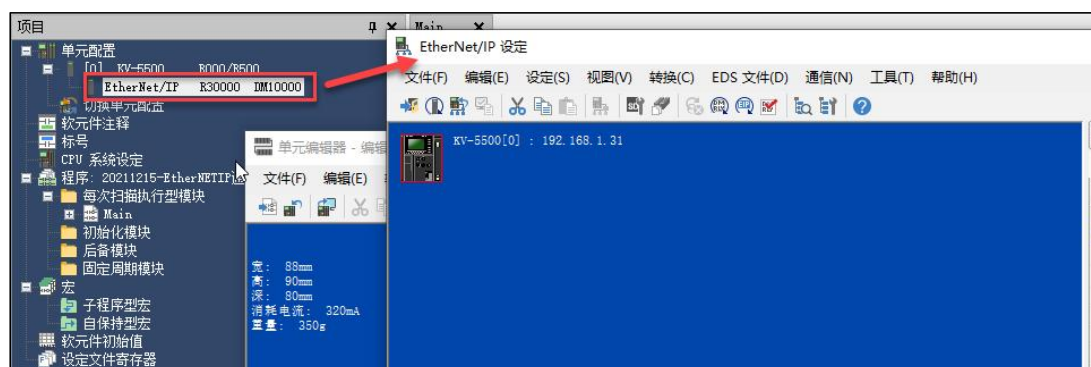 项目
Main
单元配置
[0] KV-5500 R000/B500
EtherNet/IP R30000 DM10000
切换单元配置
软元件注释
标号
CPU 系统设定
程序: 20211215-EtherNETIP
每次扫描执行型模块
Main
初始化模块
后备模块
固定周期模块
宏
子程序型宏
自保持型宏
软元件初始值
设定文件寄存器
单元编辑器 - 编辑
文件(F) 编辑(E)
宽: 88mm
高: 90mm
深: 80mm
消耗电流: 320mA
重量: 350g
EtherNet/IP 设定
文件(F) 编辑(E) 设定(S) 视图(V) 转换(C) EDS 文件(D) 通信(N) 工具(T) 帮助(H)
KV-5500[0] : 192.168.1.31